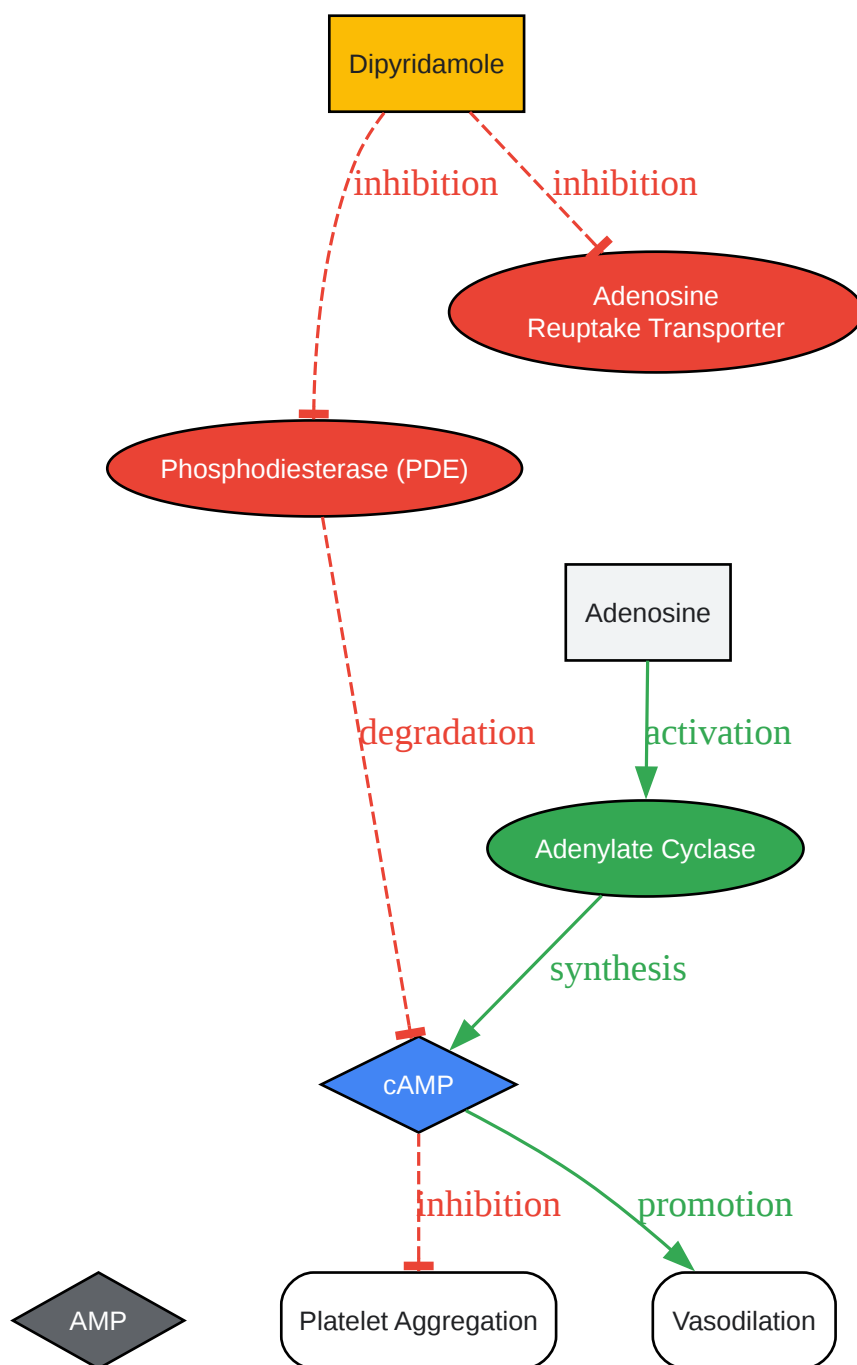 Dipyridamole
inhibition
inhibition
Adenosine
Reuptake Transporter
Phosphodiesterase (PDE)
Adenosine
degradation
activation
Adenylate Cyclase
synthesis
cAMP
inhibition
promotion
AMP
Platelet Aggregation
Vasodilation